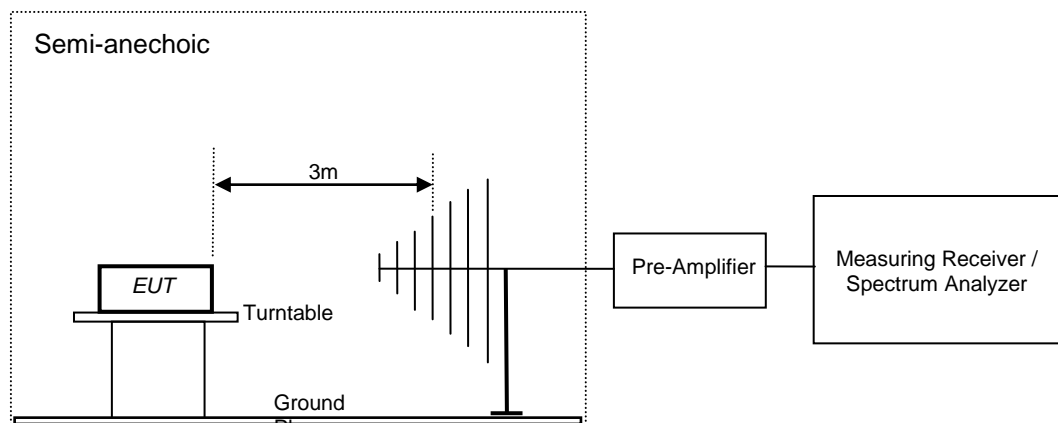 Semi-anechoic
3m
EUT
Turntable
Pre-Amplifier
Measuring Receiver /
Spectrum Analyzer
Ground